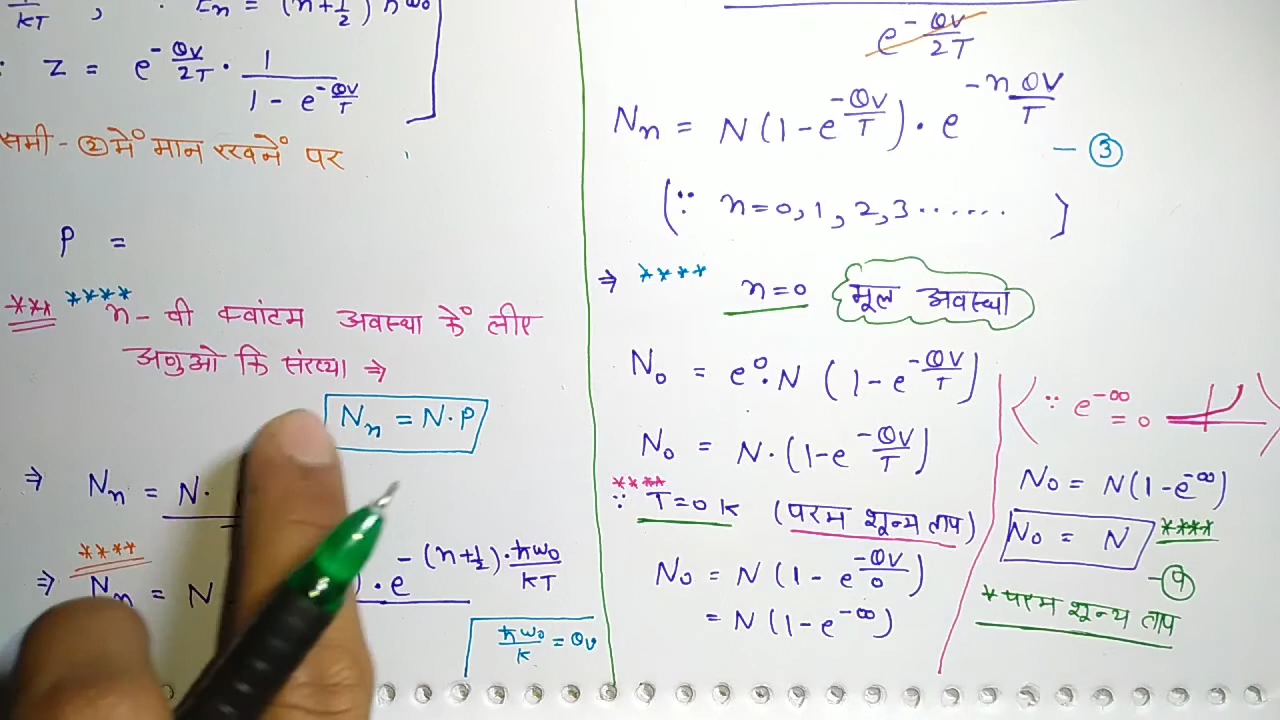 /kT , Eₙ = (n+1/2) ħω₀
: Z = e^(-θv/2T) · 1/(1 - e^(-θv/T))
समी - ② में मान रखनें पर
P =
*** **** n - वी क्वांटम अवस्था कें लीए
अणुओ कि संख्या ⇒
Nₙ = N·P
⇒ Nₙ = N·
**** 
⇒ Nₙ = N · e^(-(n+1/2)·ħω₀/kT)
ħω₀/k = θv
e^(-θv/2T)
Nₙ = N(1 - e^(-θv/T)) · e^(-nθv/T) — ③
(∵ n=0,1,2,3...... )
⇒ **** n=0 मूल अवस्था
N₀ = e⁰·N (1 - e^(-θv/T))
N₀ = N·(1-e^(-θv/T))
****
∵ T=0 k (परम शून्य ताप)
N₀ = N(1 - e^(-θv/0))
= N(1-e^(-∞))
∵ e^(-∞) = 0
N₀ = N(1-e^(-∞))
N₀ = N ****
-९
*परम शून्य ताप